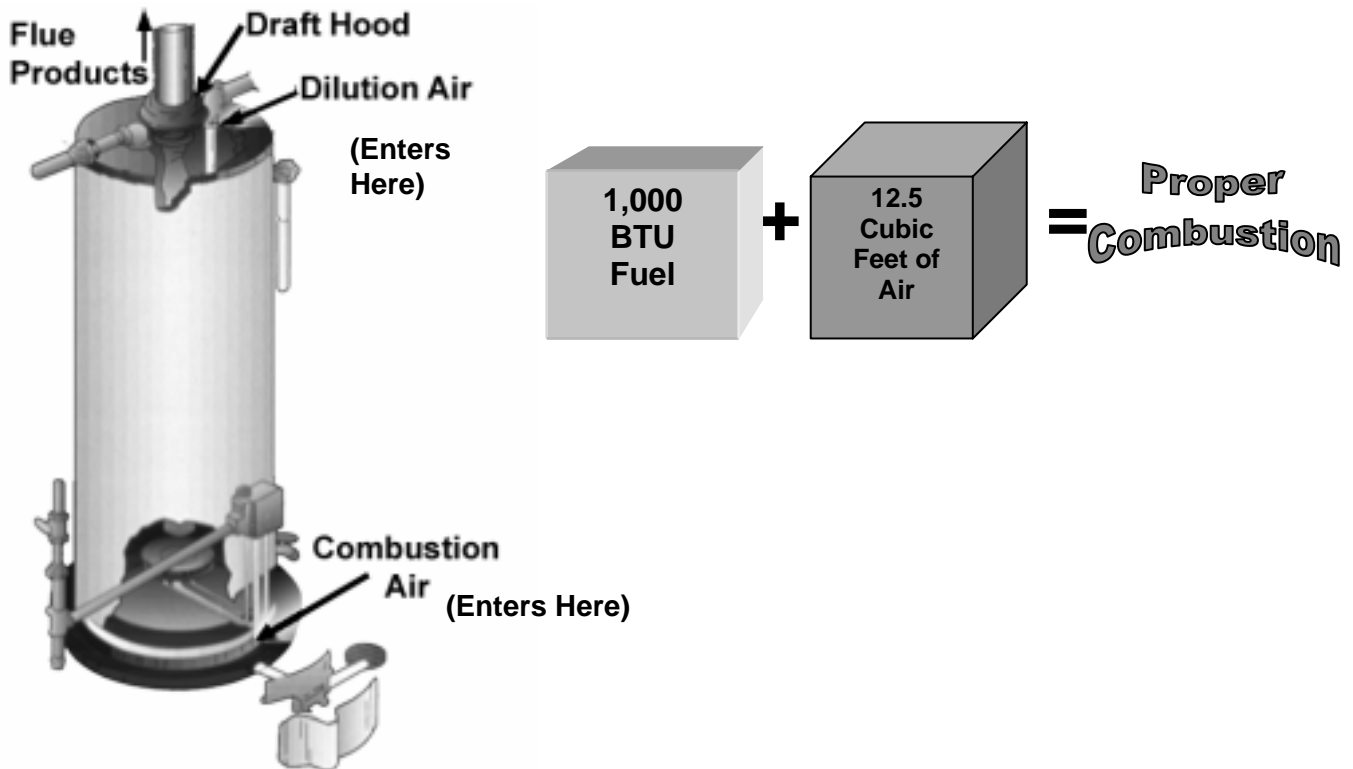 Flue
Products
Draft Hood
Dilution Air
(Enters
Here)
1,000
BTU
Fuel
+
12.5
Cubic
Feet of
Air
=
Proper
Combustion
Combustion
Air
(Enters Here)